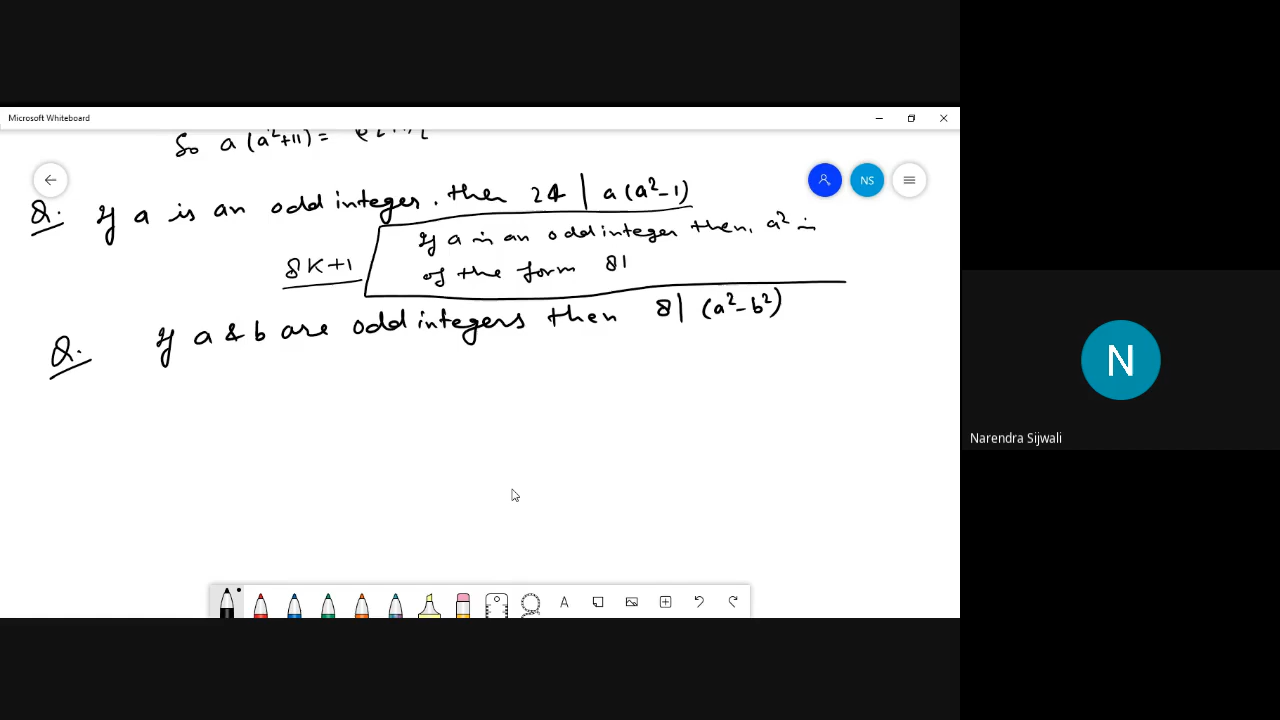 Microsoft Whiteboard
So a (a²+11) =
NS
Q. If a is an odd integer. then 24 | a(a²-1)
If a is an odd integer then, a² is
8K+1
of the form 81
Q. If a & b are odd integers then 8| (a²-b²)
N
Narendra Sijwali
A